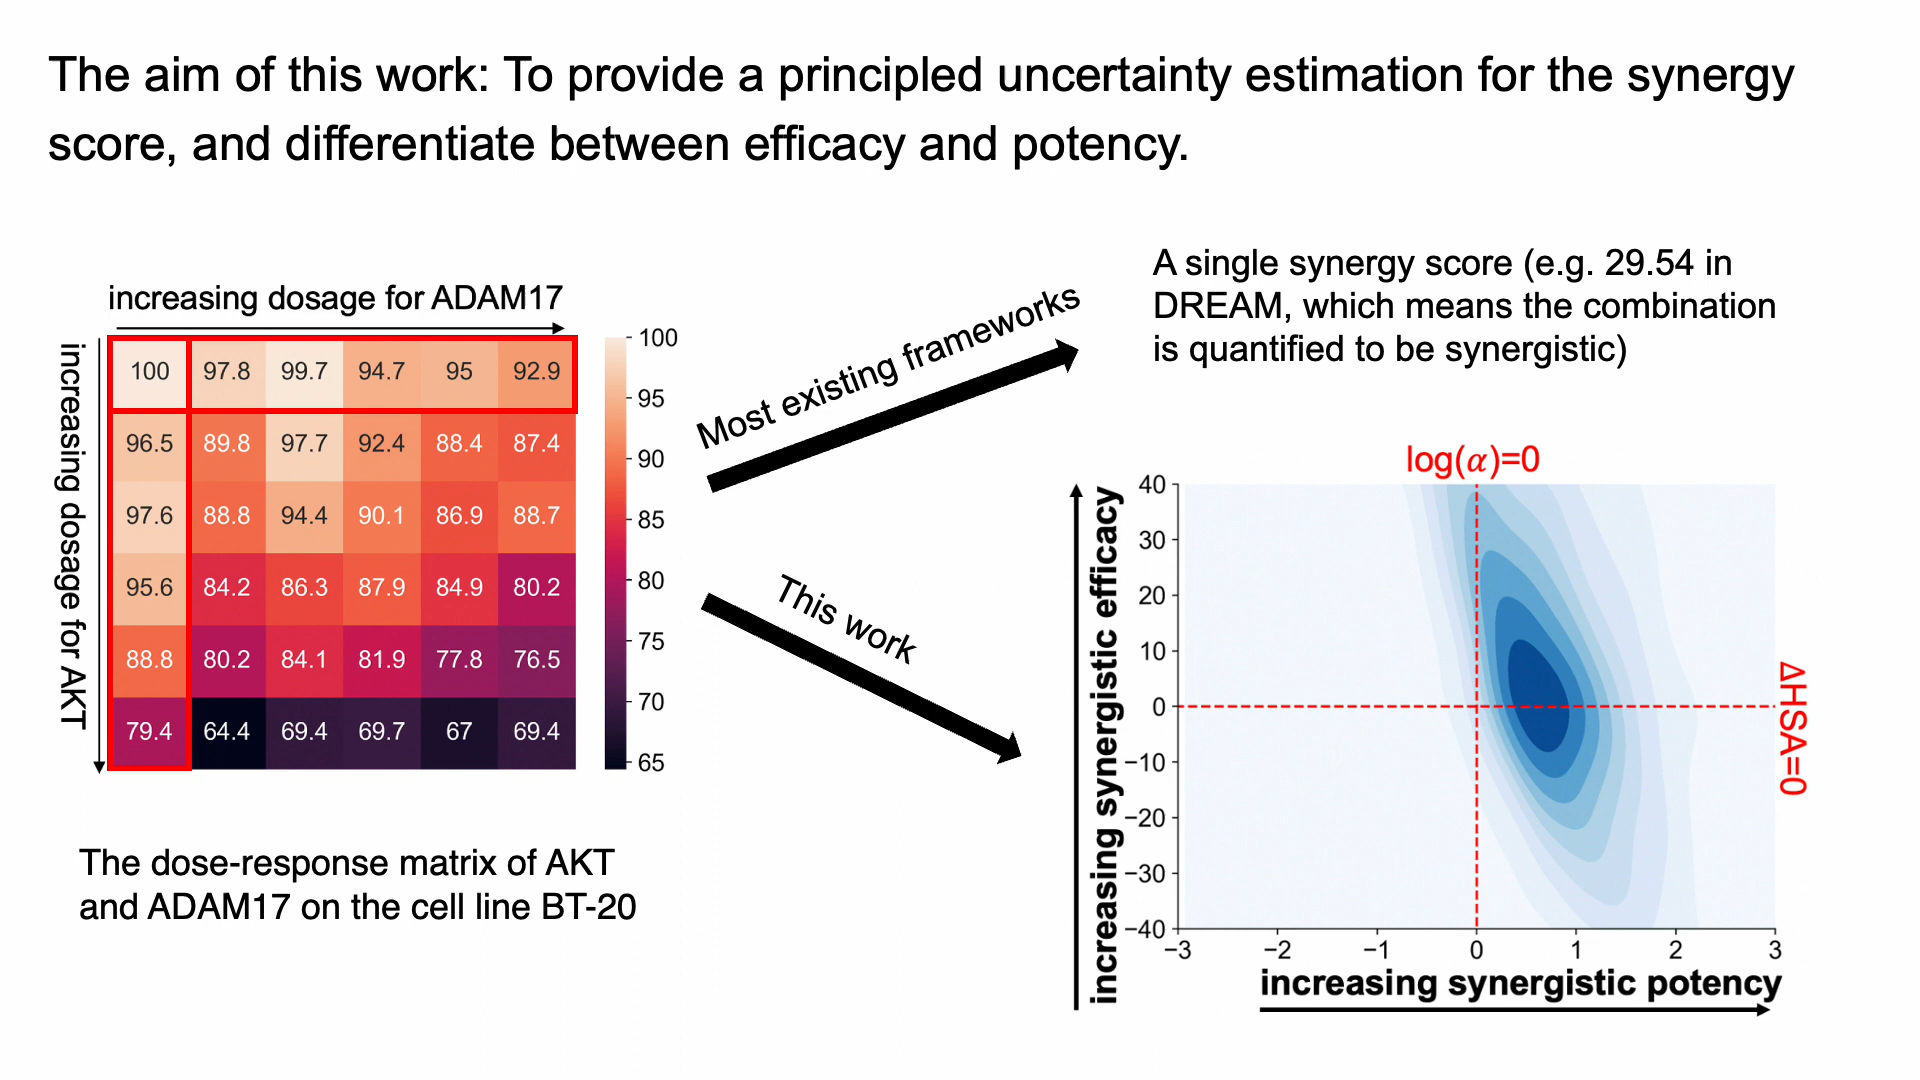 The aim of this work: To provide a principled uncertainty estimation for the synergy
score, and differentiate between efficacy and potency.
increasing dosage for ADAM17
increasing dosage for AKT
100 97.8 99.7 94.7 95 92.9
96.5 89.8 97.7 92.4 88.4 87.4
97.6 88.8 94.4 90.1 86.9 88.7
95.6 84.2 86.3 87.9 84.9 80.2
88.8 80.2 84.1 81.9 77.8 76.5
79.4 64.4 69.4 69.7 67 69.4
100
95
90
85
80
75
70
65
The dose-response matrix of AKT
and ADAM17 on the cell line BT-20
Most existing frameworks
This work
A single synergy score (e.g. 29.54 in
DREAM, which means the combination
is quantified to be synergistic)
log(α)=0
increasing synergistic efficacy
40
30
20
10
0
−10
−20
−30
−40
−3 −2 −1 0 1 2 3
increasing synergistic potency
ΔHSA=0